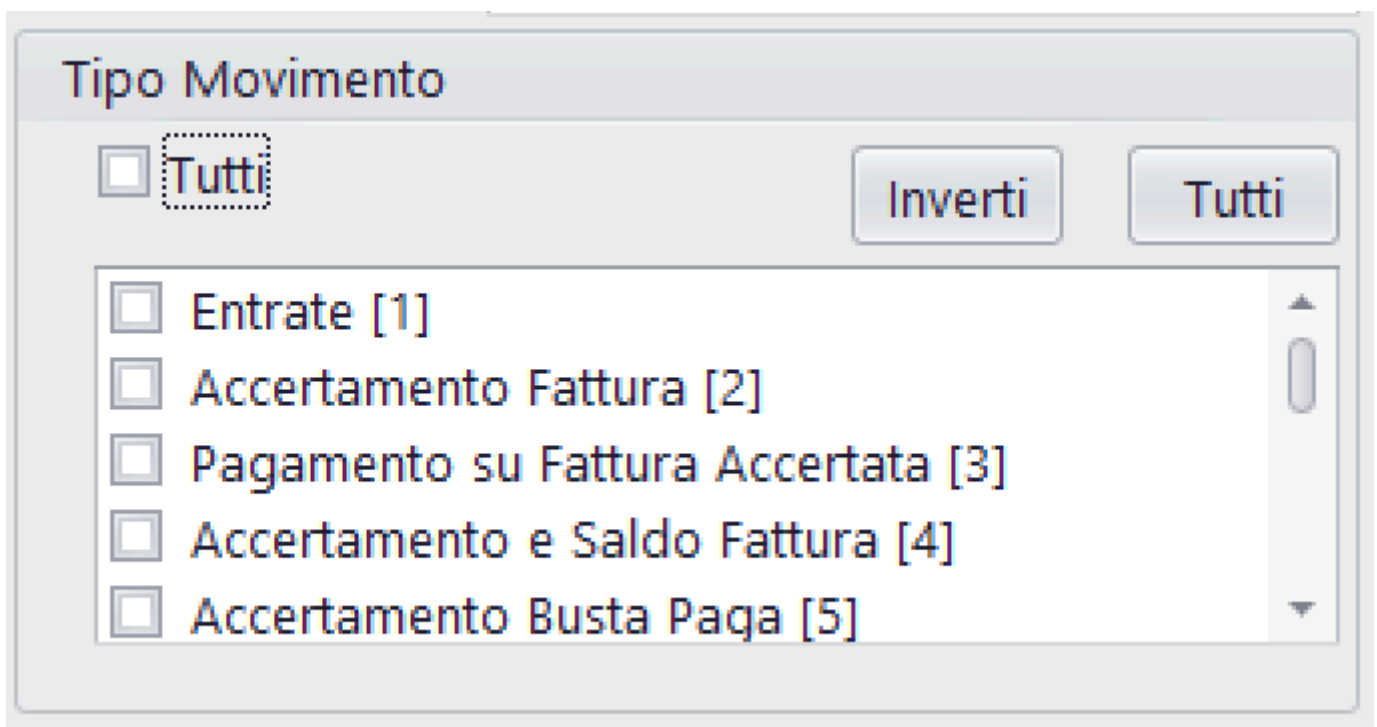 Tipo Movimento
Tutti Inverti Tutti
Entrate [1]
Accertamento Fattura [2]
Pagamento su Fattura Accertata [3]
Accertamento e Saldo Fattura [4]
Accertamento Busta Paga [5]